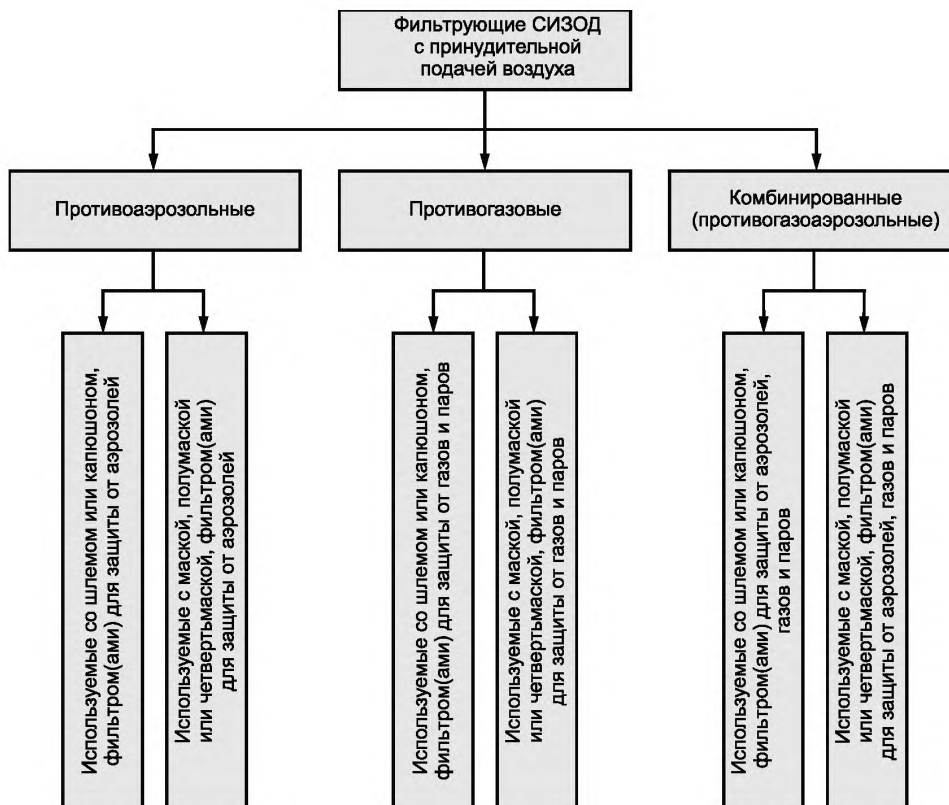 Фильтрующие СИЗОД
с принудительной
подачей воздуха
Противоаэрозольные
Противогазовые
Комбинированные
(противогазоаэрозольные)
Используемые со шлемом или капюшоном,
фильтром(ами) для защиты от аэрозолей
Используемые с маской, полумаской
или четвертьмаской, фильтром(ами)
для защиты от аэрозолей
Используемые со шлемом или капюшоном,
фильтром(ами) для защиты от газов и паров
Используемые с маской, полумаской
или четвертьмаской, фильтром(ами)
для защиты от газов и паров
Используемые со шлемом или капюшоном,
фильтром(ами) для защиты от аэрозолей,
газов и паров
Используемые с маской, полумаской
или четвертьмаской, фильтром(ами)
для защиты от аэрозолей, газов и паров